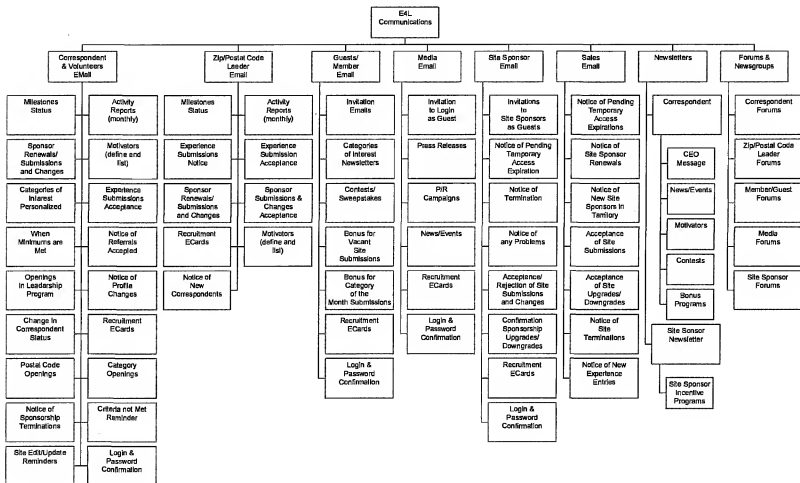 E4L
Communications
Correspondent
& Volunteers
EMail
Zip/Postal Code
Leader
Email
Guests/
Member
Email
Media
Email
Site Sponsor
Email
Sales
Email
Newsletters
Forums &
Newsgroups
Milestones
Status
Activity
Reports
(monthly)
Sponsor
Renewals/
Submissions
and Changes
Motivators
(define and
list)
Categories of
Interest
Personalized
Experience
Submissions
Acceptance
When
Minimums are
Met
Notice of
Referrals
Accepted
Openings
In Leadership
Program
Notice of
Profile
Changes
Change In
Correspondent
Status
Recruitment
ECards
Postal Code
Openings
Category
Openings
Notice of
Sponsorship
Terminations
Criteria not Met
Reminder
Site Edit/Update
Reminders
Login &
Password
Confirmation
Milestones
Status
Activity
Reports
(monthly)
Experience
Submissions
Notice
Experience
Submission
Acceptance
Sponsor
Renewals/
Submissions
and Changes
Sponsor
Submissions
& Changes
Acceptance
Recruitment
ECards
Motivators
(define and
list)
Notice of
New
Correspondents
Invitation
Emails
Categories
of Interest
Newsletters
Contests/
Sweepstakes
Bonus for
Vacant
Site
Submissions
Bonus for
Category
of the
Month Submissions
Recruitment
ECards
Login &
Password
Confirmation
Invitation
to Login
as Guest
Press Releases
P/R
Campaigns
News/Events
Recruitment
ECards
Login &
Password
Confirmation
Invitations
to
Site Sponsors
as Guests
Notice of Pending
Temporary
Access
Expiration
Notice of
Termination
Notice of
any Problems
Acceptance/
Rejection of Site
Submissions
and Changes
Confirmation
Sponsorship
Upgrades/
Downgrades
Recruitment
ECards
Login &
Password
Confirmation
Notice of Pending
Temporary
Access
Expirations
Notice of
Site Sponsor
Renewals
Notice of
New Site
Sponsors in
Territory
Acceptance
of Site
Submissions
Acceptance
of Site
Upgrades/
Downgrades
Notice of
Site
Terminations
Notice of New
Experience
Entries
Correspondent
CEO
Message
News/Events
Motivators
Contests
Bonus
Programs
Site Sonsor
Newsletter
Site Sponsor
Incentive
Programs
Correspondent
Forums
Zip/Postal Code
Leader
Forums
Member/Guest
Forums
Media
Forums
Site Sponsor
Forums